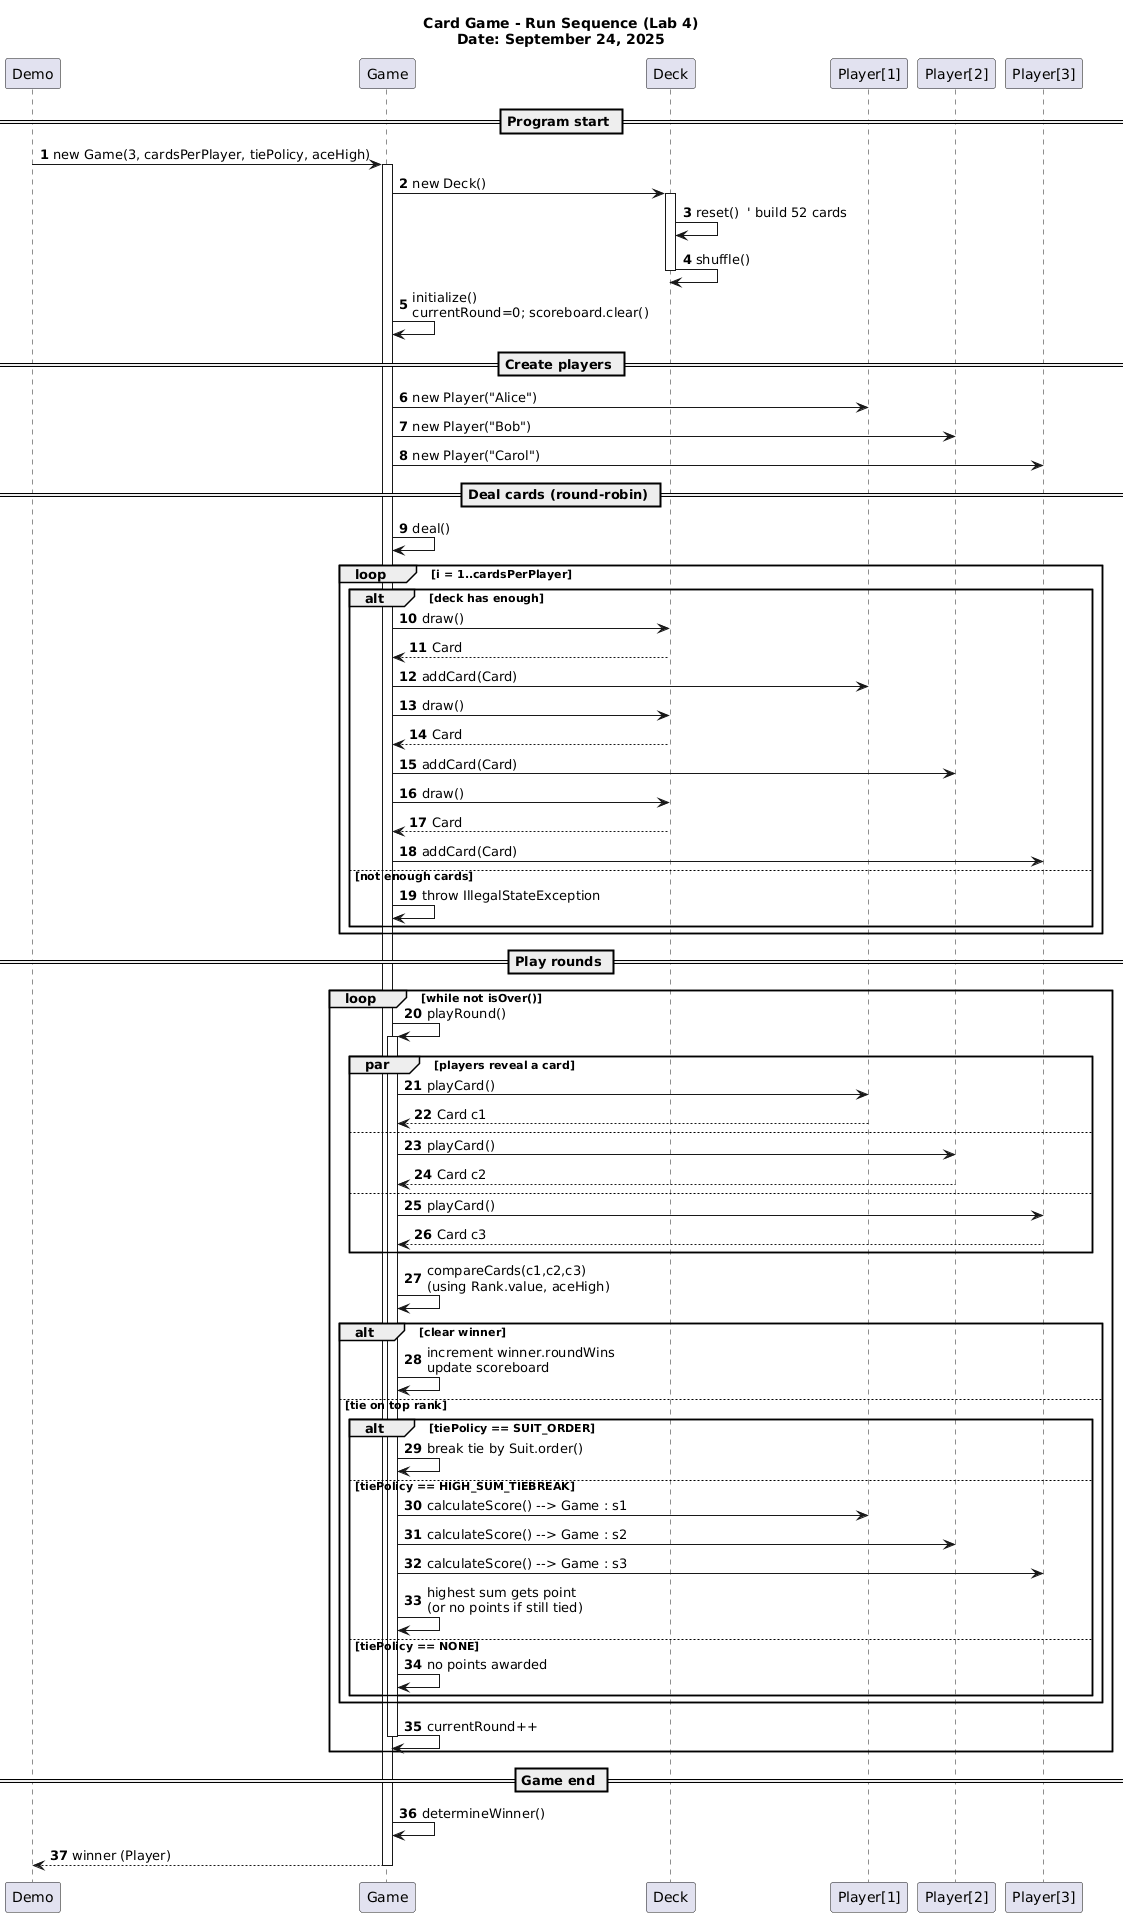 Card Game - Run Sequence (Lab 4)
Date: September 24, 2025
Demo Game Deck Player[1] Player[2] Player[3]
Program start
1 new Game(3, cardsPerPlayer, tiePolicy, aceHigh)
2 new Deck()
3 reset()  ' build 52 cards
4 shuffle()
5 initialize()
currentRound=0; scoreboard.clear()
Create players
6 new Player("Alice")
7 new Player("Bob")
8 new Player("Carol")
Deal cards (round-robin)
9 deal()
loop [i = 1..cardsPerPlayer]
alt [deck has enough]
10 draw()
11 Card
12 addCard(Card)
13 draw()
14 Card
15 addCard(Card)
16 draw()
17 Card
18 addCard(Card)
[not enough cards]
19 throw IllegalStateException
Play rounds
loop [while not isOver()]
20 playRound()
par [players reveal a card]
21 playCard()
22 Card c1
23 playCard()
24 Card c2
25 playCard()
26 Card c3
27 compareCards(c1,c2,c3)
(using Rank.value, aceHigh)
alt [clear winner]
28 increment winner.roundWins
update scoreboard
[tie on top rank]
alt [tiePolicy == SUIT_ORDER]
29 break tie by Suit.order()
[tiePolicy == HIGH_SUM_TIEBREAK]
30 calculateScore() --> Game : s1
31 calculateScore() --> Game : s2
32 calculateScore() --> Game : s3
33 highest sum gets point
(or no points if still tied)
[tiePolicy == NONE]
34 no points awarded
35 currentRound++
Game end
36 determineWinner()
37 winner (Player)
Demo Game Deck Player[1] Player[2] Player[3]